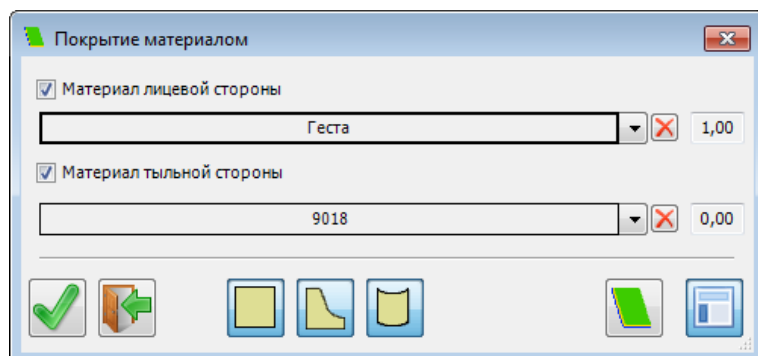 Покрытие материалом
Материал лицевой стороны
Геста 1,00
Материал тыльной стороны
9018 0,00